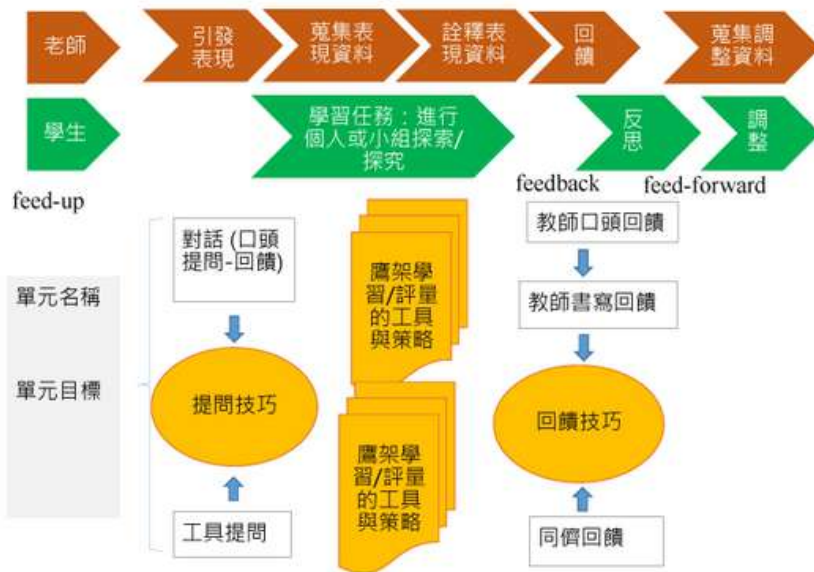 老師
引發
表現
蒐集表
現資料
詮釋表
現資料
回
饋
蒐集調
整資料
學生
學習任務：進行
個人或小組探索/
探究
反
思
調
整
feed-up
feedback
feed-forward
單元名稱
單元目標
對話 (口頭
提問-回饋)
提問技巧
工具提問
鷹架學
習/評量
的工具
與策略
鷹架學
習/評量
的工具
與策略
教師口頭回饋
教師書寫回饋
回饋技巧
同儕回饋